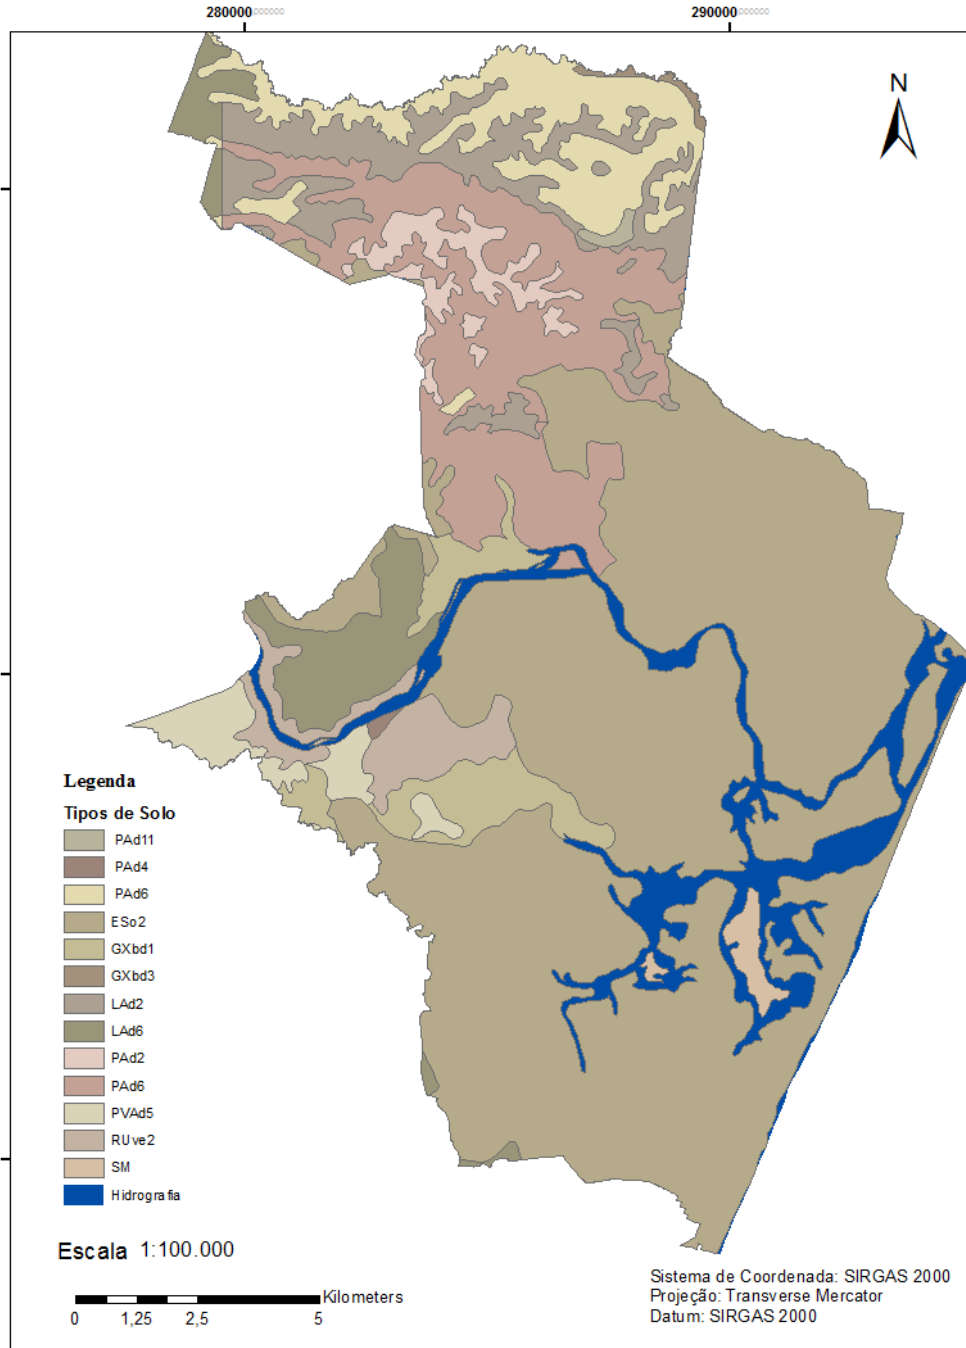 280000,000000 290000,000000
N
Legenda
Tipos de Solo
PAd11
PAd4
PAd6
ESo2
GXbd1
GXbd3
LAd2
LAd6
PAd2
PAd6
PVAd5
RUve2
SM
Hidrografia
Escala 1:100.000
Kilometers
0 1,25 2,5 5
Sistema de Coordenada: SIRGAS 2000
Projeção: Transverse Mercator
Datum: SIRGAS 2000